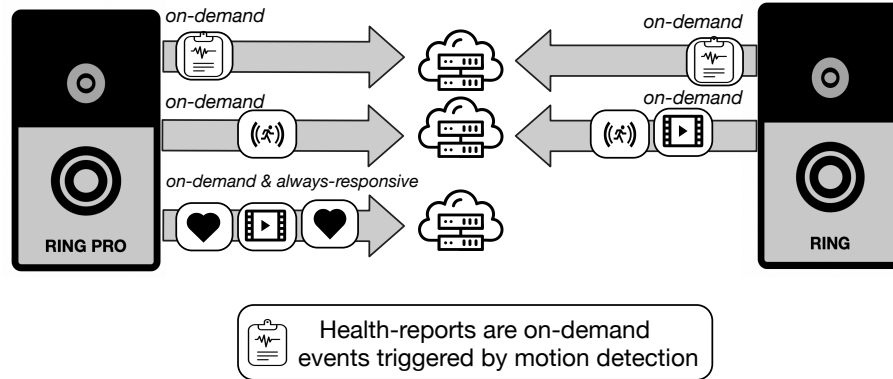 on-demand
on-demand
on-demand
on-demand
on-demand & always-responsive
RING PRO
RING
Health-reports are on-demand
events triggered by motion detection